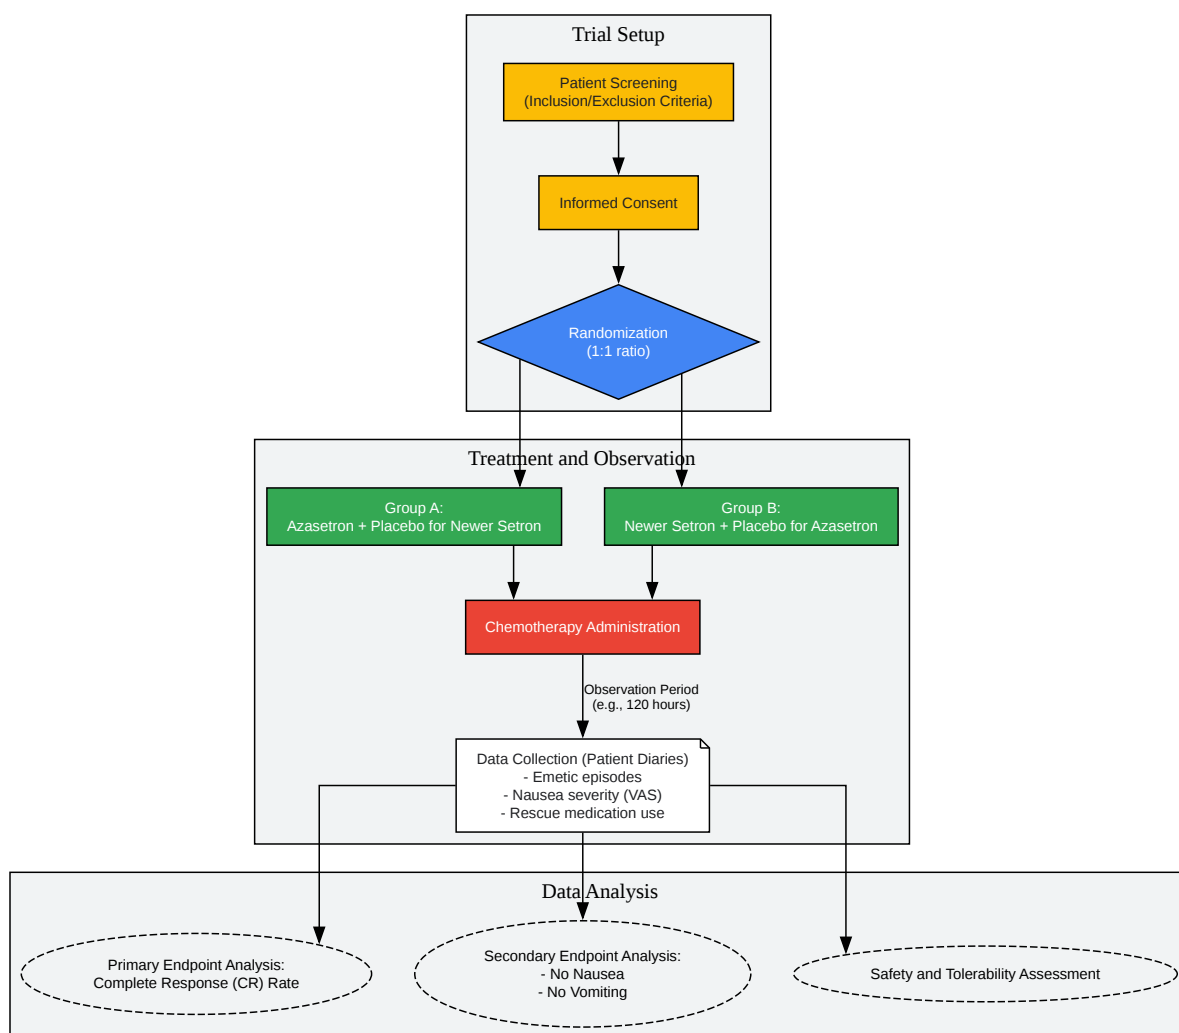 Trial Setup
Patient Screening
(Inclusion/Exclusion Criteria)
Informed Consent
Randomization
(1:1 ratio)
Treatment and Observation
Group A:
Azasetron + Placebo for Newer Setron
Group B:
Newer Setron + Placebo for Azasetron
Chemotherapy Administration
Observation Period
(e.g., 120 hours)
Data Collection (Patient Diaries)
- Emetic episodes
- Nausea severity (VAS)
- Rescue medication use
Data Analysis
Primary Endpoint Analysis:
Complete Response (CR) Rate
Secondary Endpoint Analysis:
- No Nausea
- No Vomiting
Safety and Tolerability Assessment